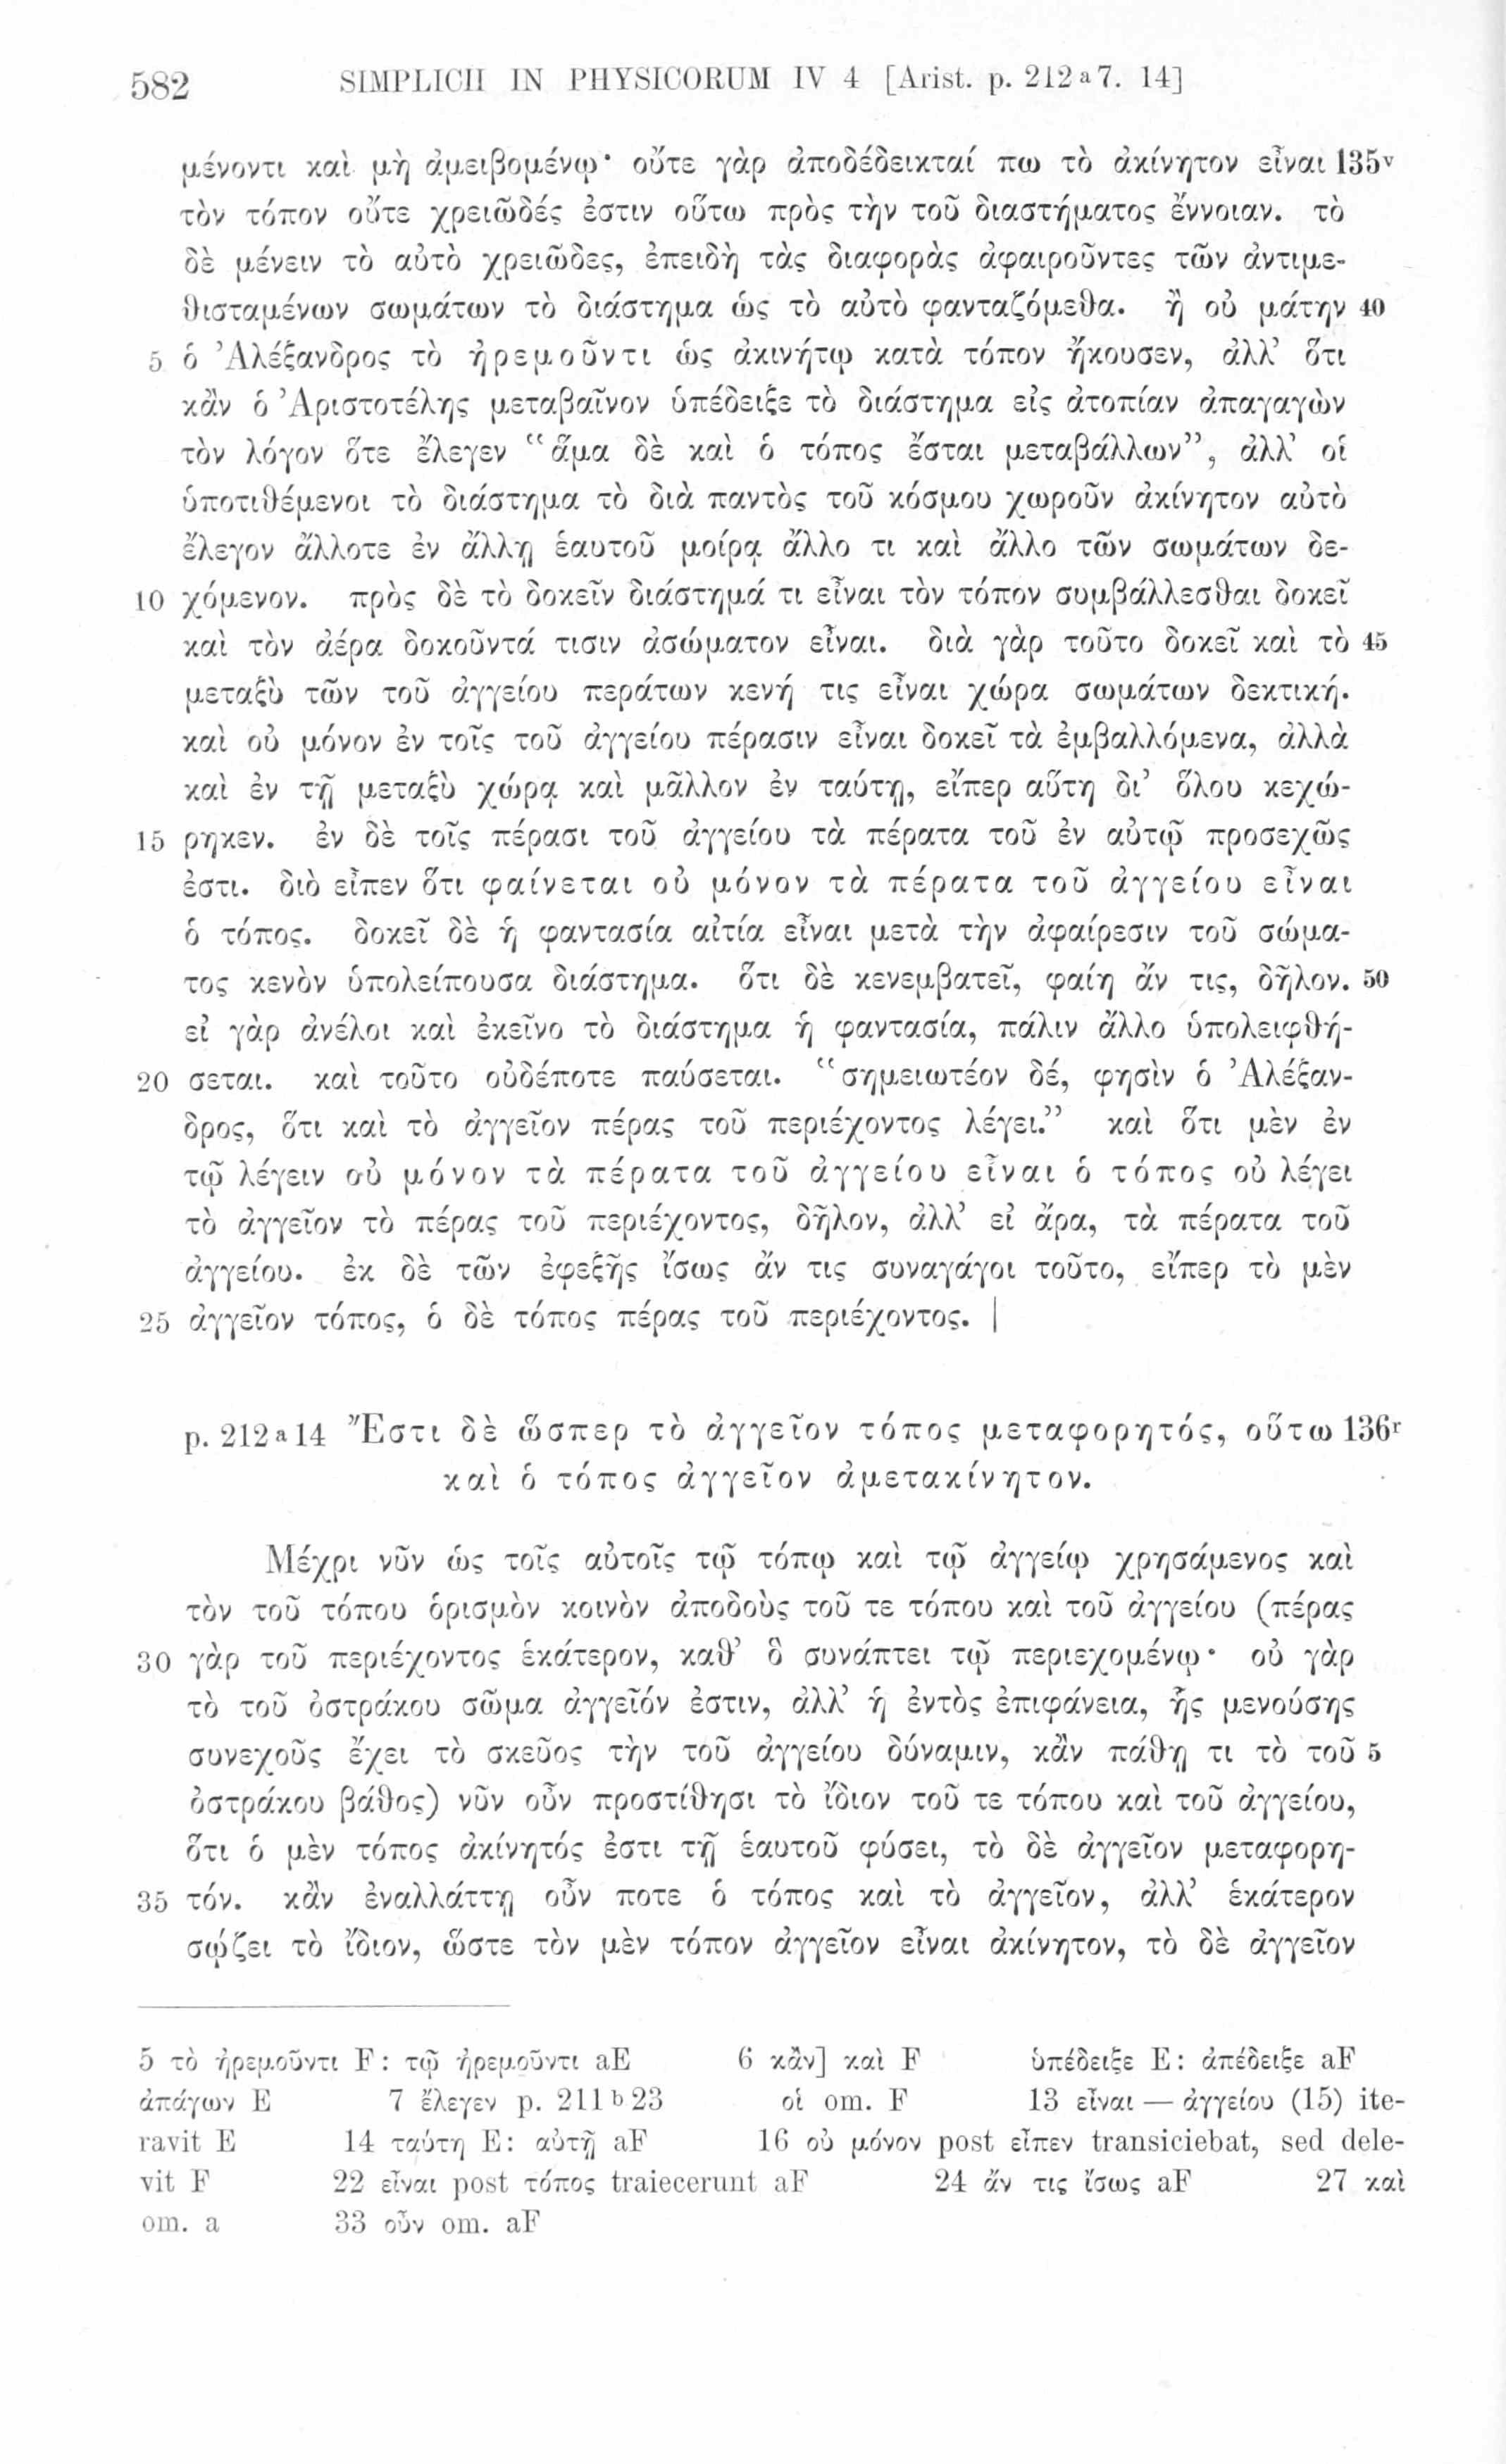 582 SIMPLICII IN PHYSICORUM IV 4 [Arist. p. 212 a 7. 14]
μένοντι καὶ μὴ ἀμειβομένῳ· οὔτε γὰρ ἀποδέδεικταί πω τὸ ἀκίνητον εἶναι 135v
τὸν τόπον οὔτε χρειῶδές ἐστιν οὕτω πρὸς τὴν τοῦ διαστήματος ἔννοιαν. τὸ
δὲ μένειν τὸ αὐτὸ χρειῶδες, ἐπειδὴ τὰς διαφορὰς ἀφαιροῦντες τῶν ἀντιμε-
θισταμένων σωμάτων τὸ διάστημα ὡς τὸ αὐτὸ φανταζόμεθα. ἢ οὐ μάτην 40
5 ὁ Ἀλέξανδρος τὸ ἠρεμοῦντι ὡς ἀκινήτῳ κατὰ τόπον ἤκουσεν, ἀλλ’ ὅτι
κἂν ὁ Ἀριστοτέλης μεταβαῖνον ὑπέδειξε τὸ διάστημα εἰς ἀτοπίαν ἀπαγαγὼν
τὸν λόγον ὅτε ἔλεγεν “ἅμα δὲ καὶ ὁ τόπος ἔσται μεταβάλλων”, ἀλλ’ οἱ
ὑποτιθέμενοι τὸ διάστημα τὸ διὰ παντὸς τοῦ κόσμου χωροῦν ἀκίνητον αὐτὸ
ἔλεγον ἄλλοτε ἐν ἄλλῃ ἑαυτοῦ μοίρᾳ ἄλλο τι καὶ ἄλλο τῶν σωμάτων δε-
10 χόμενον. πρὸς δὲ τὸ δοκεῖν διάστημά τι εἶναι τὸν τόπον συμβάλλεσθαι δοκεῖ
καὶ τὸν ἀέρα δοκοῦντά τισιν ἀσώματον εἶναι. διὰ γὰρ τοῦτο δοκεῖ καὶ τὸ 45
μεταξὺ τῶν τοῦ ἀγγείου περάτων κενή τις εἶναι χώρα σωμάτων δεκτική.
καὶ οὐ μόνον ἐν τοῖς τοῦ ἀγγείου πέρασιν εἶναι δοκεῖ τὰ ἐμβαλλόμενα, ἀλλὰ
καὶ ἐν τῇ μεταξὺ χώρᾳ καὶ μᾶλλον ἐν ταύτῃ, εἴπερ αὕτη δι’ ὅλου κεχώ-
15 ρηκεν. ἐν δὲ τοῖς πέρασι τοῦ ἀγγείου τὰ πέρατα τοῦ ἐν αὐτῷ προσεχῶς
ἐστι. διὸ εἶπεν ὅτι φαίνεται οὐ μόνον τὰ πέρατα τοῦ ἀγγείου εἶναι
ὁ τόπος. δοκεῖ δὲ ἡ φαντασία αἰτία εἶναι μετὰ τὴν ἀφαίρεσιν τοῦ σώμα-
τος κενὸν ὑπολείπουσα διάστημα. ὅτι δὲ κενεμβατεῖ, φαίη ἄν τις, δῆλον. 50
εἰ γὰρ ἀνέλοι καὶ ἐκεῖνο τὸ διάστημα ἡ φαντασία, πάλιν ἄλλο ὑπολειφθή-
20 σεται. καὶ τοῦτο οὐδέποτε παύσεται. “σημειωτέον δέ, φησὶν ὁ Ἀλέξαν-
δρος, ὅτι καὶ τὸ ἀγγεῖον πέρας τοῦ περιέχοντος λέγει.” καὶ ὅτι μὲν ἐν
τῷ λέγειν οὐ μόνον τὰ πέρατα τοῦ ἀγγείου εἶναι ὁ τόπος οὐ λέγει
τὸ ἀγγεῖον τὸ πέρας τοῦ περιέχοντος, δῆλον, ἀλλ’ εἰ ἄρα, τὰ πέρατα τοῦ
ἀγγείου. ἐκ δὲ τῶν ἐφεξῆς ἴσως ἄν τις συναγάγοι τοῦτο, εἴπερ τὸ μὲν
25 ἀγγεῖον τόπος, ὁ δὲ τόπος πέρας τοῦ περιέχοντος. |
p. 212 a 14 Ἔστι δὲ ὥσπερ τὸ ἀγγεῖον τόπος μεταφορητός, οὕτω 136r
καὶ ὁ τόπος ἀγγεῖον ἀμετακίνητον.
Μέχρι νῦν ὡς τοῖς αὐτοῖς τῷ τόπῳ καὶ τῷ ἀγγείῳ χρησάμενος καὶ
τὸν τοῦ τόπου ὁρισμὸν κοινὸν ἀποδοὺς τοῦ τε τόπου καὶ τοῦ ἀγγείου (πέρας
30 γὰρ τοῦ περιέχοντος ἑκάτερον, καθ’ ὃ συνάπτει τῷ περιεχομένῳ· οὐ γὰρ
τὸ τοῦ ὀστράκου σῶμα ἀγγεῖόν ἐστιν, ἀλλ’ ἡ ἐντὸς ἐπιφάνεια, ἧς μενούσης
συνεχοῦς ἔχει τὸ σκεῦος τὴν τοῦ ἀγγείου δύναμιν, κἂν πάθῃ τι τὸ τοῦ 5
ὀστράκου βάθος) νῦν οὖν προστίθησι τὸ ἴδιον τοῦ τε τόπου καὶ τοῦ ἀγγείου,
ὅτι ὁ μὲν τόπος ἀκίνητός ἐστι τῇ ἑαυτοῦ φύσει, τὸ δὲ ἀγγεῖον μεταφορη-
35 τόν. κἂν ἐναλλάττῃ οὖν ποτε ὁ τόπος καὶ τὸ ἀγγεῖον, ἀλλ’ ἑκάτερον
σῴζει τὸ ἴδιον, ὥστε τὸν μὲν τόπον ἀγγεῖον εἶναι ἀκίνητον, τὸ δὲ ἀγγεῖον
5 τὸ ἠρεμοῦντι F: τῷ ἠρεμοῦντι aE 6 κἂν] καὶ F ὑπέδειξε E: ἀπέδειξε aF
ἀπάγων E 7 ἔλεγεν p. 211 b 23 οἱ om. F 13 εἶναι — ἀγγείου (15) ite-
ravit E 14 ταύτῃ E: αὐτῇ aF 16 οὐ μόνον post εἶπεν transiciebat, sed dele-
vit F 22 εἶναι post τόπος traiecerunt aF 24 ἄν τις ἴσως aF 27 καὶ
om. a 33 οὖν om. aF